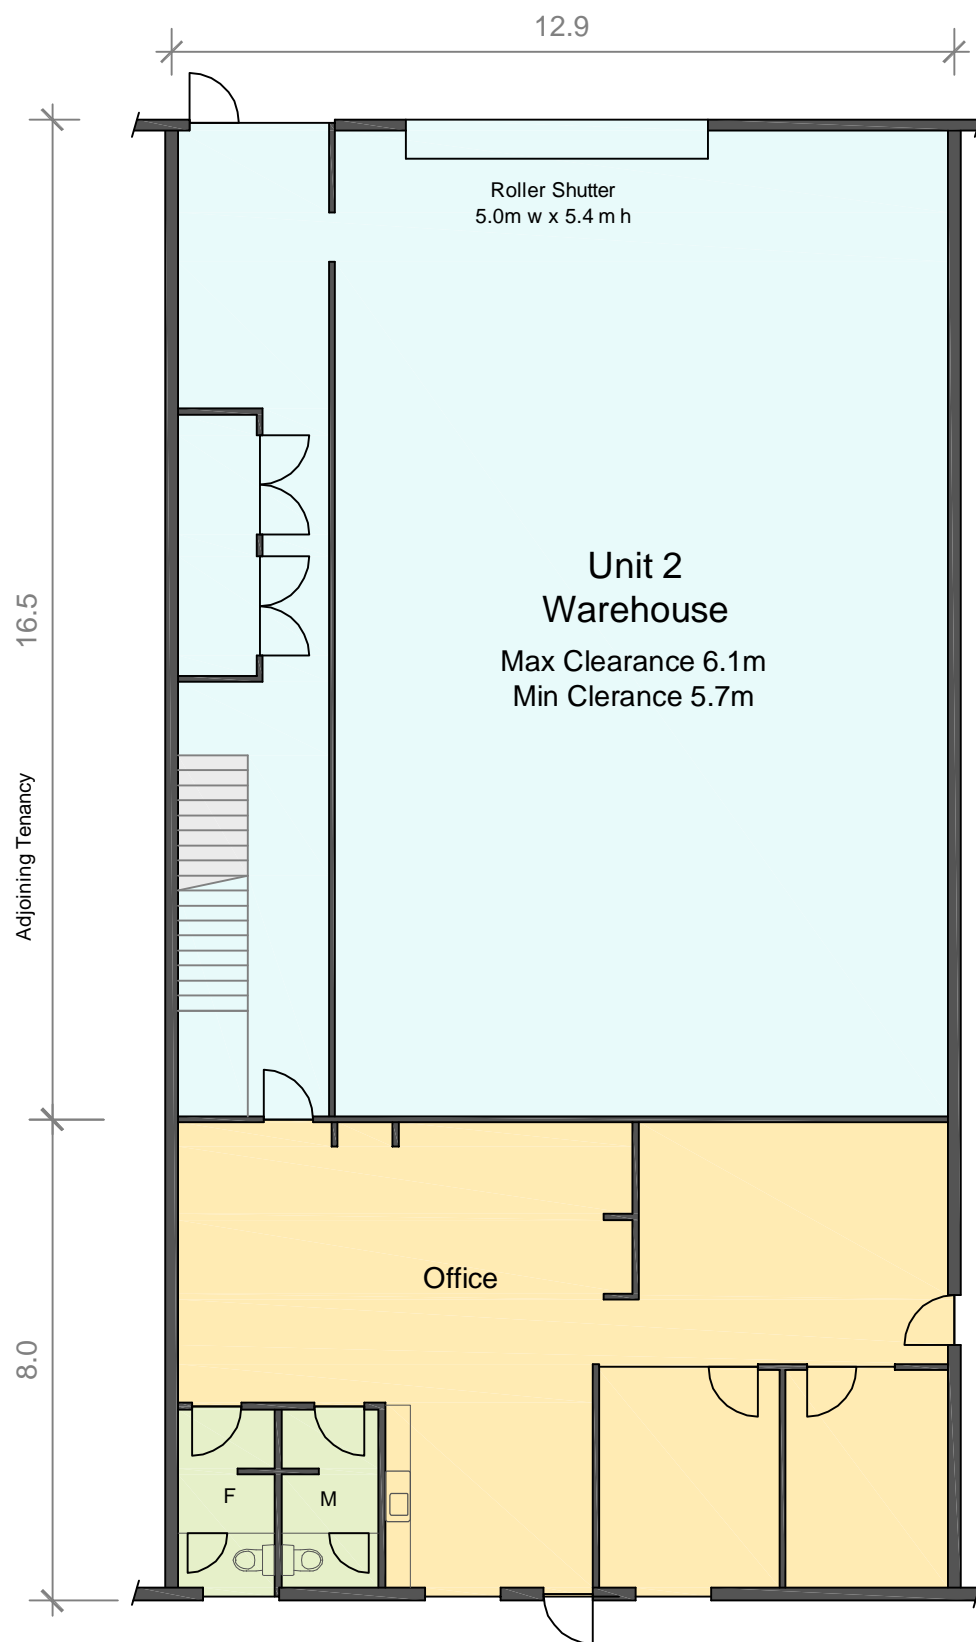 12.9
Roller Shutter
5.0m w x 5.4 m h
Unit 2
Warehouse
Max Clearance 6.1m
Min Clerance 5.7m
16.5
Adjoining Tenancy
Office
8.0
F
M